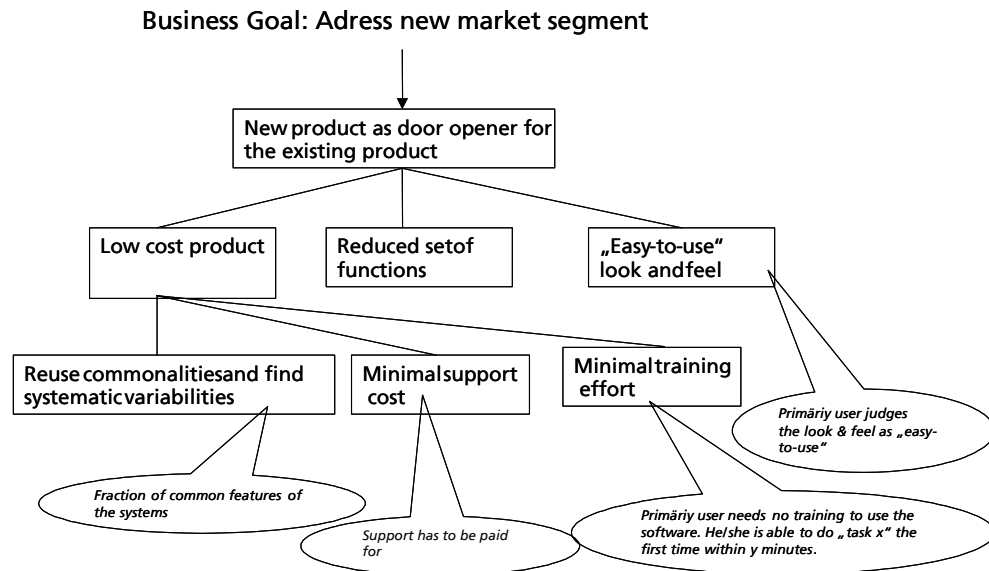 Business Goal: Adress new market segment
New product as door opener for
the existing product
Low cost product
Reduced setof
functions
„Easy-to-use“
look andfeel
Reuse commonalitiesand find
systematicvariabilities
Minimalsupport
cost
Minimaltraining
effort
Primäriy user judges
the look & feel as „easy-
to-use“
Fraction of common features of
the systems
Support has to be paid
for
Primäriy user needs no training to use the
software. He/she is able to do „task x“ the
first time within y minutes.